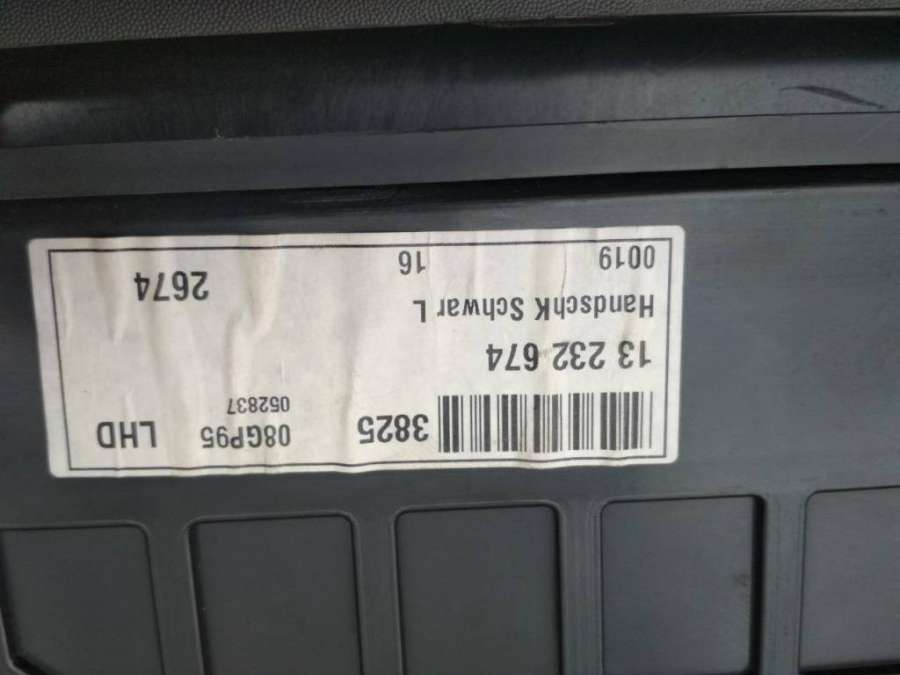 3825 08GP95 LHD
052837
13 232 674
HandschK Schwar L
0019 16 2674